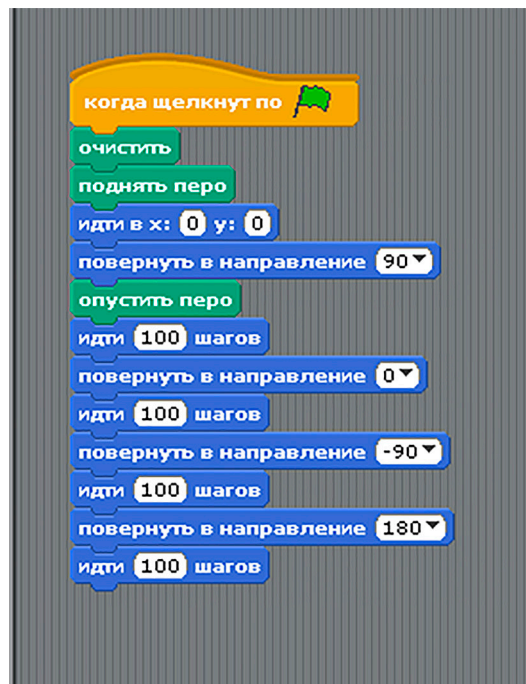 когда щелкнут по
очистить
поднять перо
идти в x: 0 y: 0
повернуть в направление 90
опустить перо
идти 100 шагов
повернуть в направление 0
идти 100 шагов
повернуть в направление -90
идти 100 шагов
повернуть в направление 180
идти 100 шагов